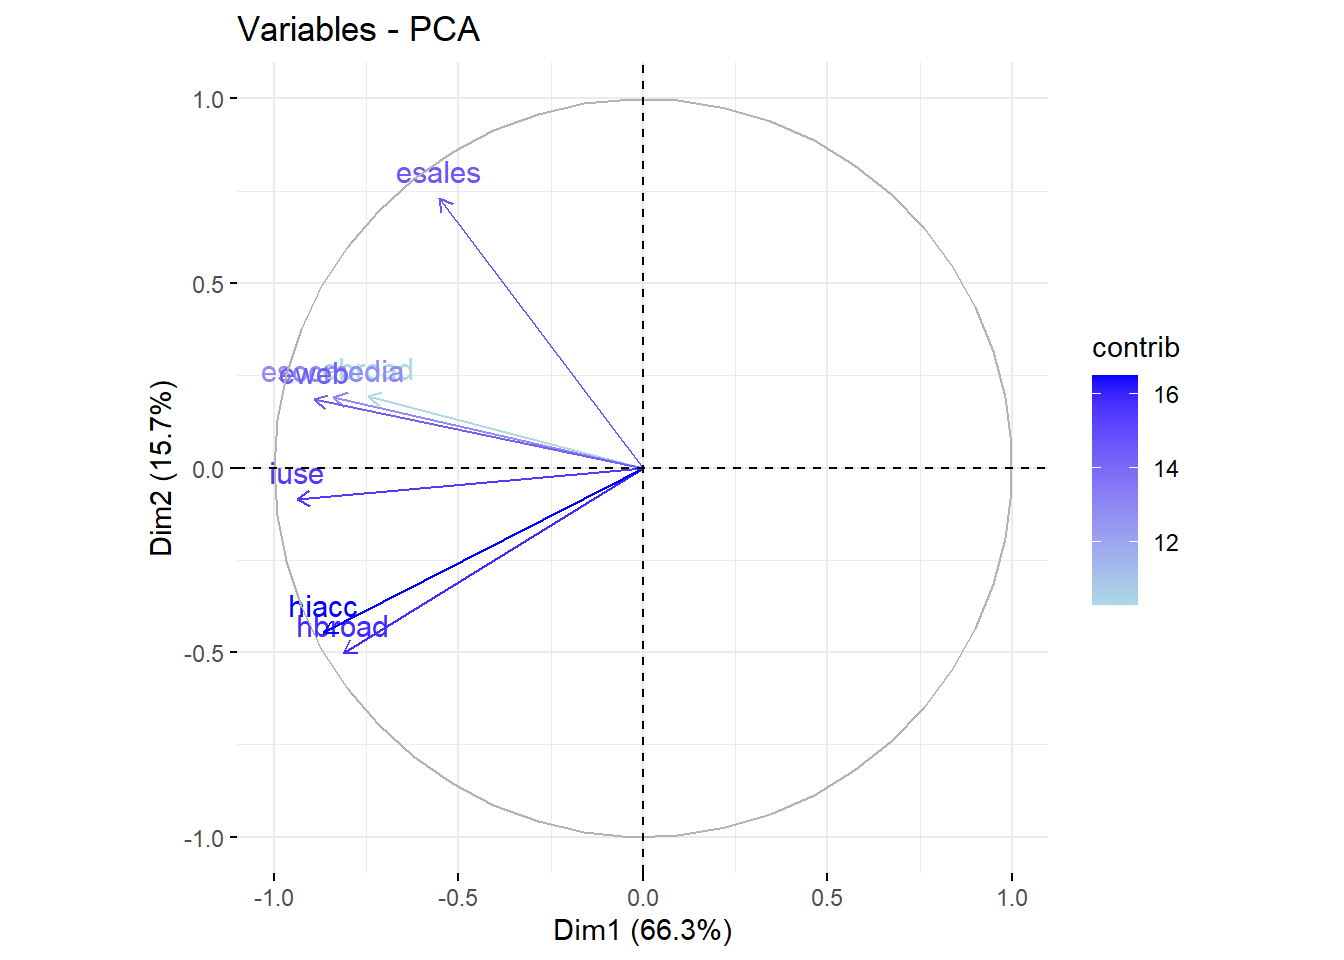 Variables - PCA
1.0
0.5
0.0
-0.5
-1.0
Dim2 (15.7%)
esales
eweb
iuse
hiacc
hbroad
-1.0
-0.5
0.0
0.5
1.0
Dim1 (66.3%)
contrib
16
14
12